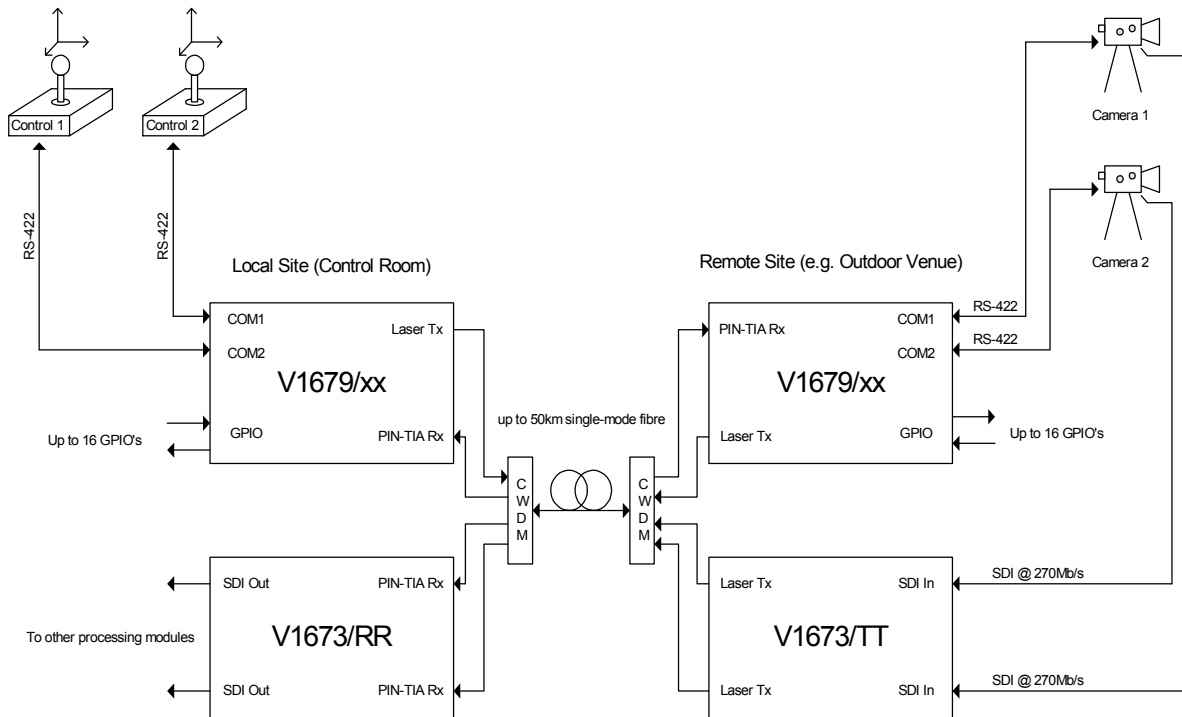 Control 1
Control 2
Camera 1
Camera 2
RS-422
RS-422
Local Site (Control Room)
Remote Site (e.g. Outdoor Venue)
COM1
COM2
Laser Tx
V1679/xx
GPIO
PIN-TIA Rx
Up to 16 GPIO's
up to 50km single-mode fibre
PIN-TIA Rx
COM1
COM2
V1679/xx
Laser Tx
GPIO
RS-422
RS-422
Up to 16 GPIO's
CWDM
CWDM
SDI Out
PIN-TIA Rx
V1673/RR
SDI Out
PIN-TIA Rx
To other processing modules
Laser Tx
SDI In
V1673/TT
Laser Tx
SDI In
SDI @ 270Mb/s
SDI @ 270Mb/s